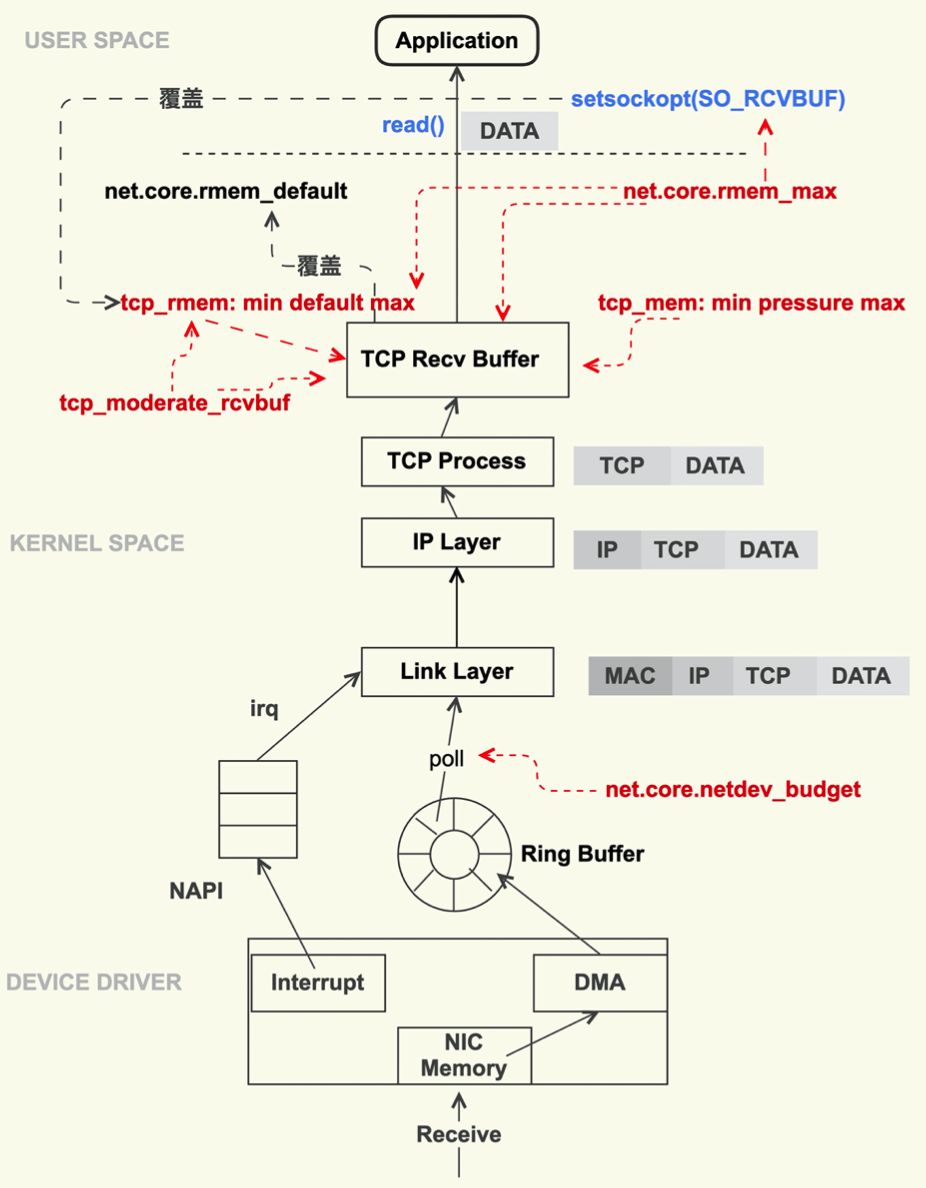 USER SPACE
Application
覆盖
setsockopt(SO_RCVBUF)
read()
DATA
net.core.rmem_default
net.core.rmem_max
覆盖
tcp_rmem: min default max
tcp_mem: min pressure max
TCP Recv Buffer
tcp_moderate_rcvbuf
TCP Process
TCP DATA
KERNEL SPACE
IP Layer
IP TCP DATA
Link Layer
MAC IP TCP DATA
irq
poll
net.core.netdev_budget
Ring Buffer
NAPI
DEVICE DRIVER
Interrupt
DMA
NIC
Memory
Receive